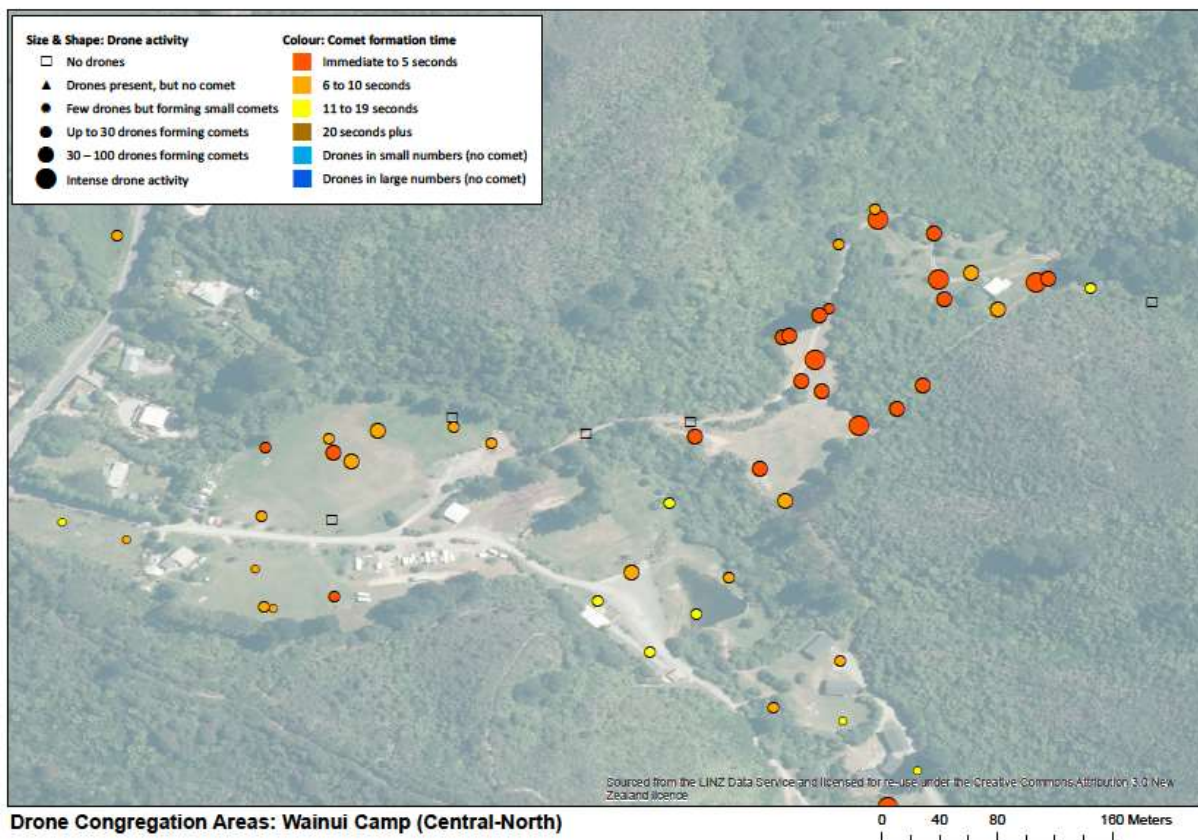 Size & Shape: Drone activity
No drones
Drones present, but no comet
Few drones but forming small comets
Up to 30 drones forming comets
30 – 100 drones forming comets
Intense drone activity
Colour: Comet formation time
Immediate to 5 seconds
6 to 10 seconds
11 to 19 seconds
20 seconds plus
Drones in small numbers (no comet)
Drones in large numbers (no comet)
Sourced from the LINZ Data Service and licensed for re-use under the Creative Commons Attribution 3.0 New
Zealand licence
Drone Congregation Areas: Wainui Camp (Central-North)
0 40 80 160 Meters